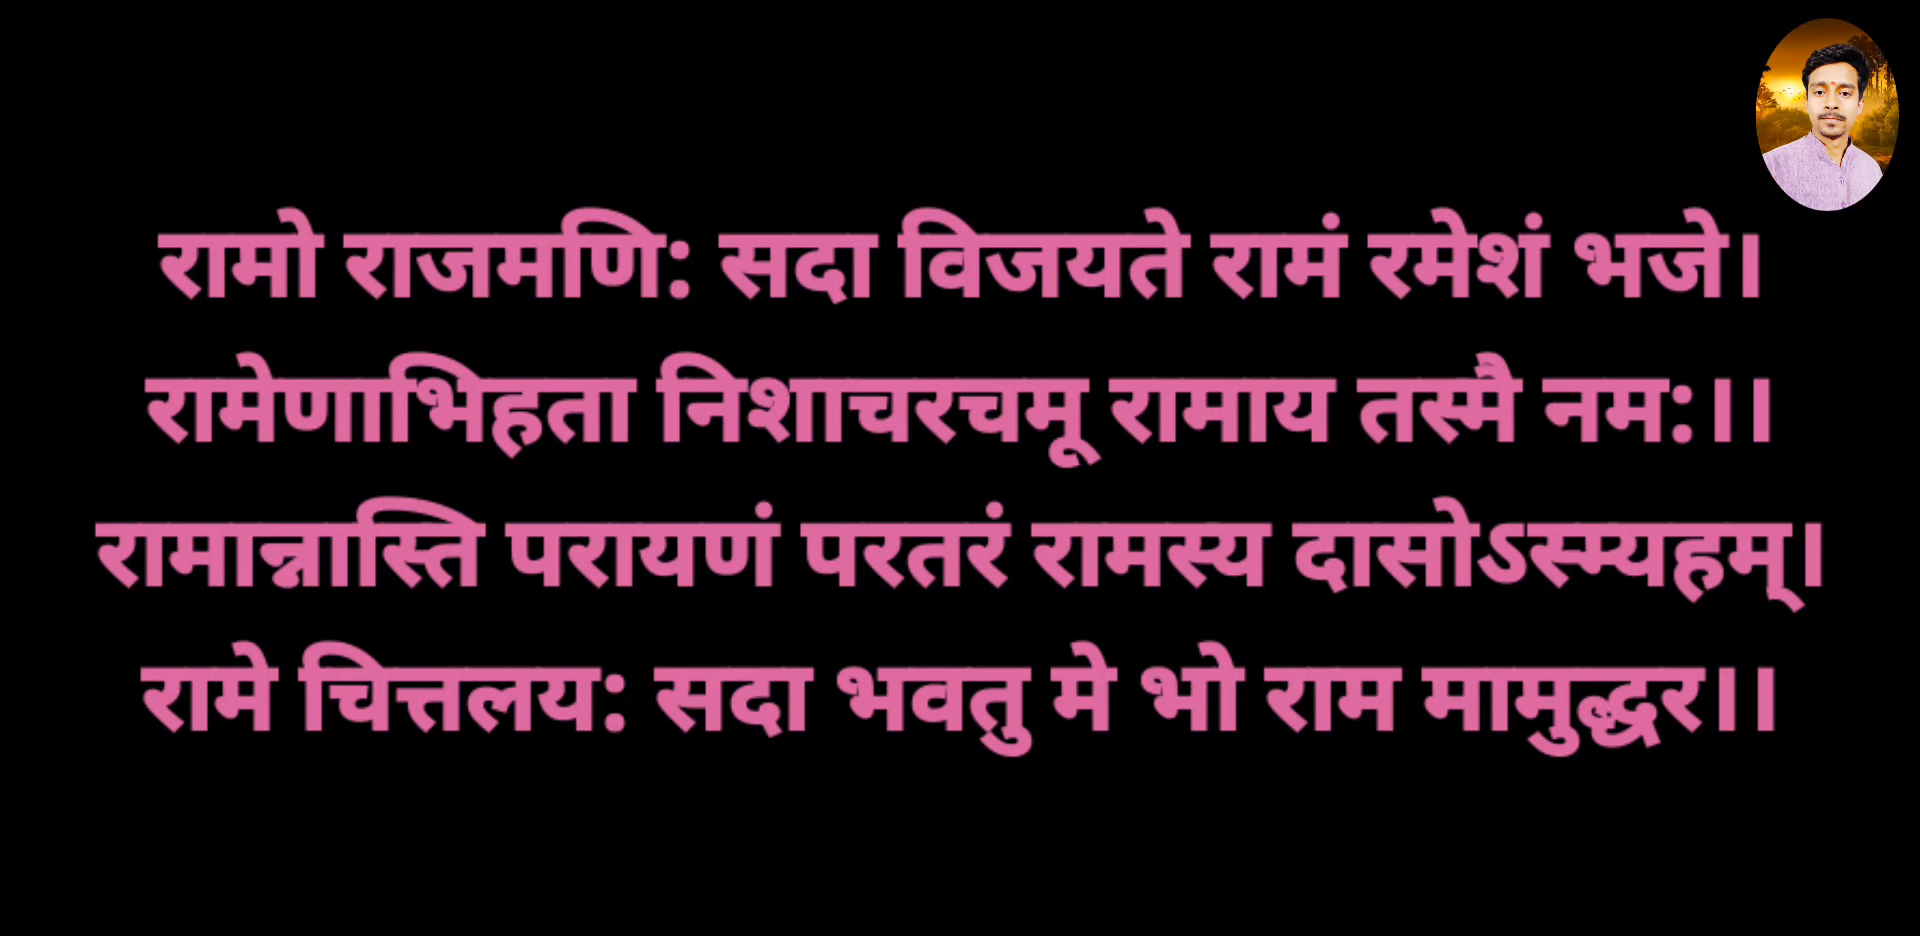 रामो राजमणि: सदा विजयते रामं रमेशं भजे।
रामेणाभिहता निशाचरचमू रामाय तस्मै नम:।।
रामान्नास्ति परायणं परतरं रामस्य दासोऽस्म्यहम्।
रामे चित्तलय: सदा भवतु मे भो राम मामुद्धर।।